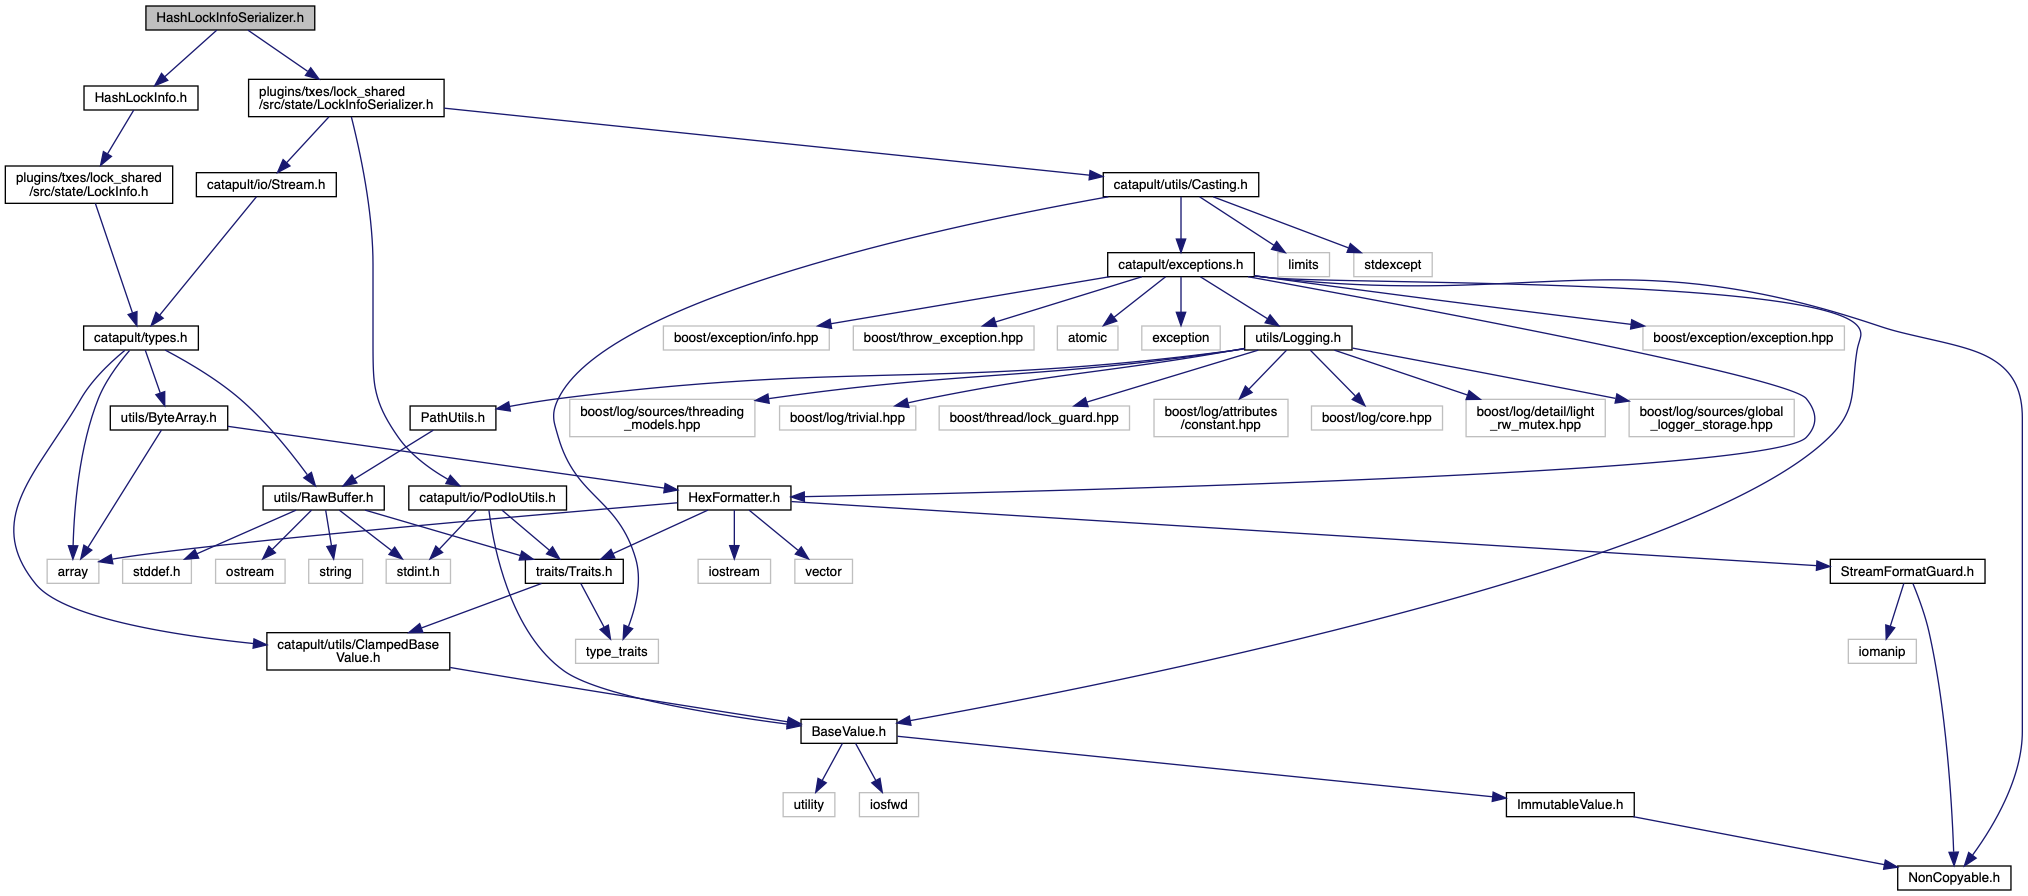 HashLockInfoSerializer.h
HashLockInfo.h
plugins/txes/lock_shared
/src/state/LockInfoSerializer.h
plugins/txes/lock_shared
/src/state/LockInfo.h
catapult/io/Stream.h
catapult/utils/Casting.h
catapult/exceptions.h
limits
stdexcept
catapult/types.h
boost/exception/info.hpp
boost/throw_exception.hpp
atomic
exception
utils/Logging.h
boost/exception/exception.hpp
utils/ByteArray.h
PathUtils.h
boost/log/sources/threading
_models.hpp
boost/log/trivial.hpp
boost/thread/lock_guard.hpp
boost/log/attributes
/constant.hpp
boost/log/core.hpp
boost/log/detail/light
_rw_mutex.hpp
boost/log/sources/global
_logger_storage.hpp
utils/RawBuffer.h
catapult/io/PodIoUtils.h
HexFormatter.h
array
stddef.h
ostream
string
stdint.h
traits/Traits.h
iostream
vector
StreamFormatGuard.h
catapult/utils/ClampedBase
Value.h
type_traits
iomanip
BaseValue.h
utility
iosfwd
ImmutableValue.h
NonCopyable.h